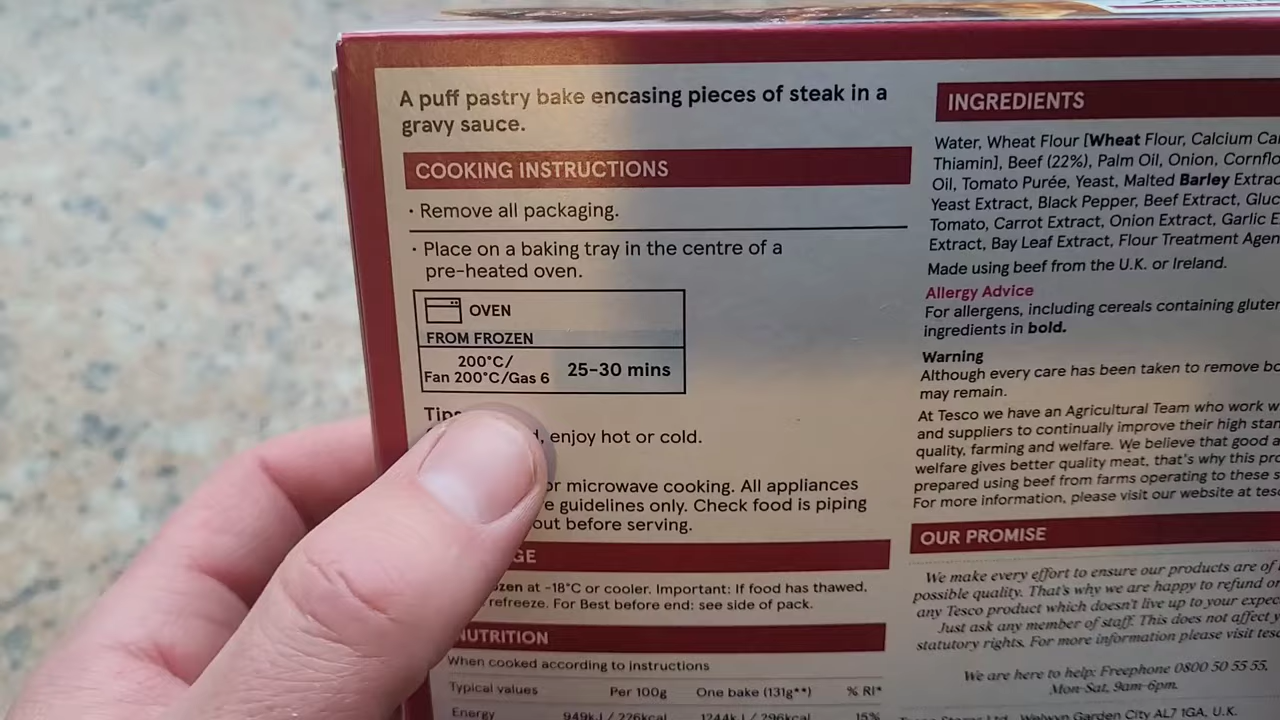 A puff pastry bake encasing pieces of steak in a
gravy sauce.
COOKING INSTRUCTIONS
· Remove all packaging.
· Place on a baking tray in the centre of a
pre-heated oven.
OVEN
FROM FROZEN
200°C/
Fan 200°C/Gas 6
25-30 mins
Tips
enjoy hot or cold.
microwave cooking. All appliances
guidelines only. Check food is piping
before serving.
at -18°C or cooler. Important: If food has thawed,
refreeze. For Best before end: see side of pack.
NUTRITION
When cooked according to instructions
Typical values Per 100g One bake (131g**) % RI*
Energy 949kJ / 226kcal 1244kJ / 296kcal 15%
INGREDIENTS
Water, Wheat Flour [Wheat Flour, Calcium
Thiamin], Beef (22%), Palm Oil, Onion,
Oil, Tomato Purée, Yeast, Malted Barley
Yeast Extract, Black Pepper, Beef Extract,
Tomato, Carrot Extract, Onion Extract, Garlic
Extract, Bay Leaf Extract, Flour Treatment
Made using beef from the U.K. or Ireland.
Allergy Advice
For allergens, including cereals containing
ingredients in bold.
Warning
Although every care has been taken to remove
may remain.
At Tesco we have an Agricultural Team who work
and suppliers to continually improve their high
quality, farming and welfare. We believe that good
welfare gives better quality meat, that's why this
prepared using beef from farms operating to these
For more information, please visit our website at
OUR PROMISE
We make every effort to ensure our products are of
possible quality. That's why we are happy to refund or
any Tesco product which doesn't live up to your
Just ask any member of staff. This does not affect
statutory rights. For more information please visit
We are here to help: Freephone 0800 50 55 55,
Mon-Sat, 9am-6pm.
Welwyn Garden City AL7 1GA, U.K.